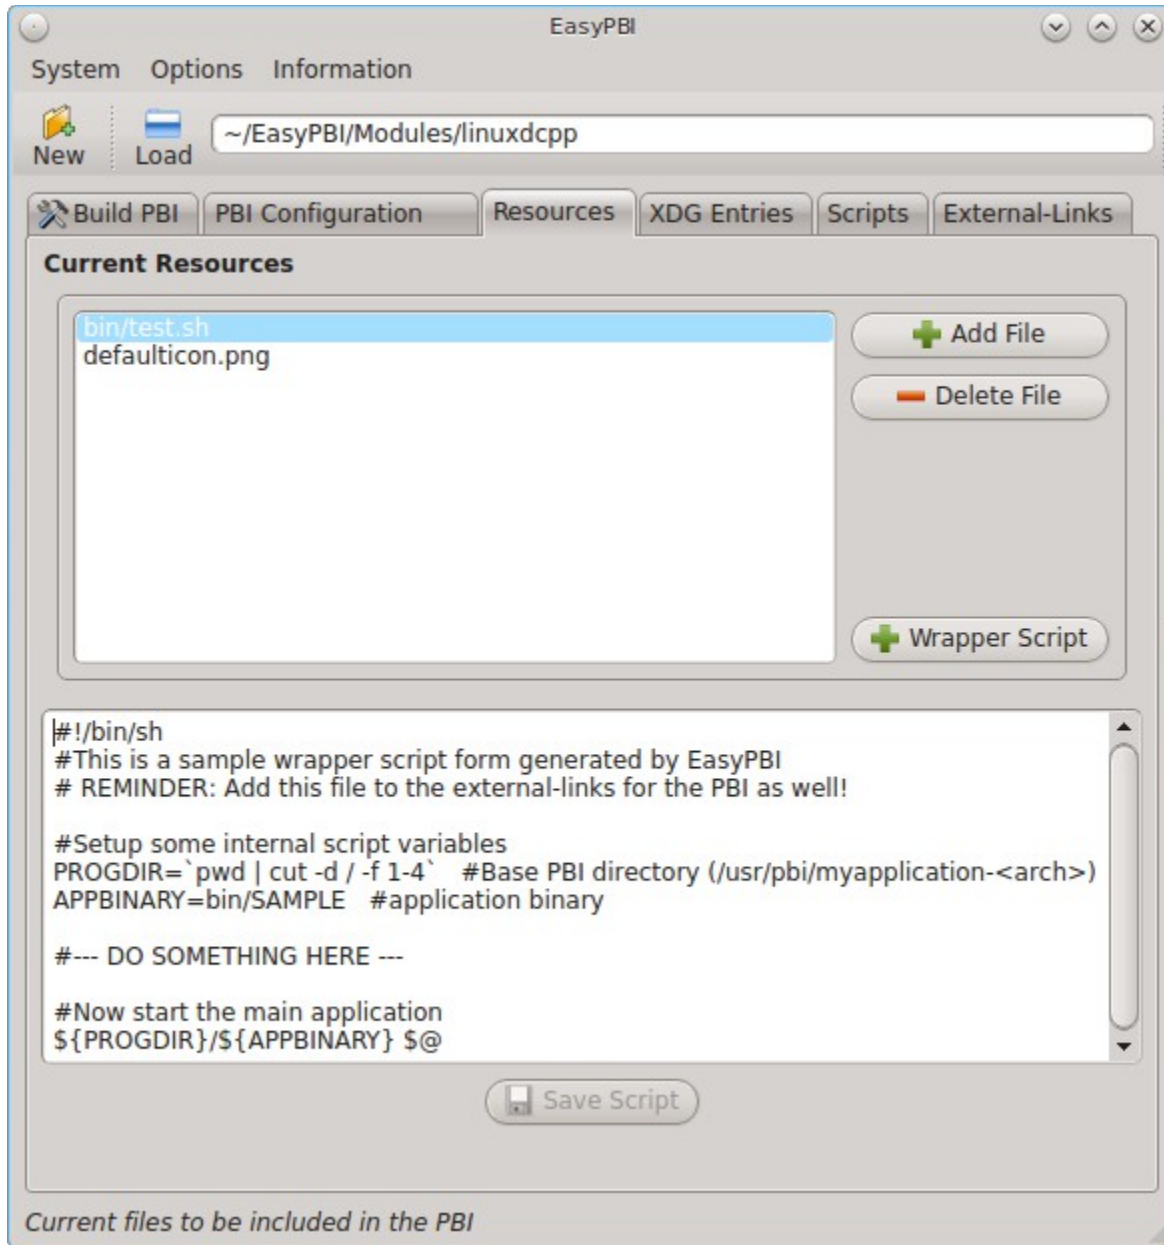 EasyPBI
System Options Information
New Load ~/EasyPBI/Modules/linuxdcpp
Build PBI PBI Configuration Resources XDG Entries Scripts External-Links
Current Resources
bin/test.sh
defaulticon.png
Add File
Delete File
Wrapper Script
#!/bin/sh
#This is a sample wrapper script form generated by EasyPBI
# REMINDER: Add this file to the external-links for the PBI as well!
#Setup some internal script variables
PROGDIR=`pwd | cut -d / -f 1-4` #Base PBI directory (/usr/pbi/myapplication-<arch>)
APPBINARY=bin/SAMPLE #application binary
#--- DO SOMETHING HERE ---
#Now start the main application
${PROGDIR}/${APPBINARY} $@
Save Script
Current files to be included in the PBI